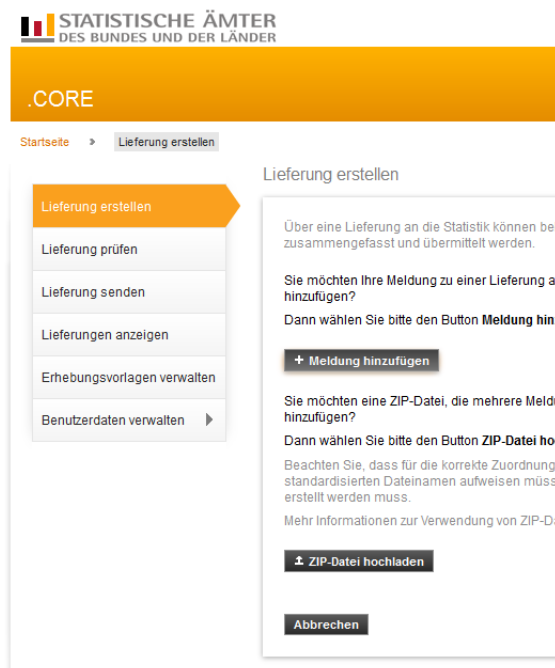 STATISTISCHE ÄMTER
DES BUNDES UND DER LÄNDER
.CORE
Startseite » Lieferung erstellen
Lieferung erstellen
Lieferung prüfen
Lieferung senden
Lieferungen anzeigen
Erhebungsvorlagen verwalten
Benutzerdaten verwalten
Lieferung erstellen
Über eine Lieferung an die Statistik können be
zusammengefasst und übermittelt werden.
Sie möchten Ihre Meldung zu einer Lieferung a
hinzufügen?
Dann wählen Sie bitte den Button Meldung hin
+ Meldung hinzufügen
Sie möchten eine ZIP-Datei, die mehrere Meld
hinzufügen?
Dann wählen Sie bitte den Button ZIP-Datei ho
Beachten Sie, dass für die korrekte Zuordnung
standardisierten Dateinamen aufweisen müss
erstellt werden muss.
Mehr Informationen zur Verwendung von ZIP-Da
ZIP-Datei hochladen
Abbrechen